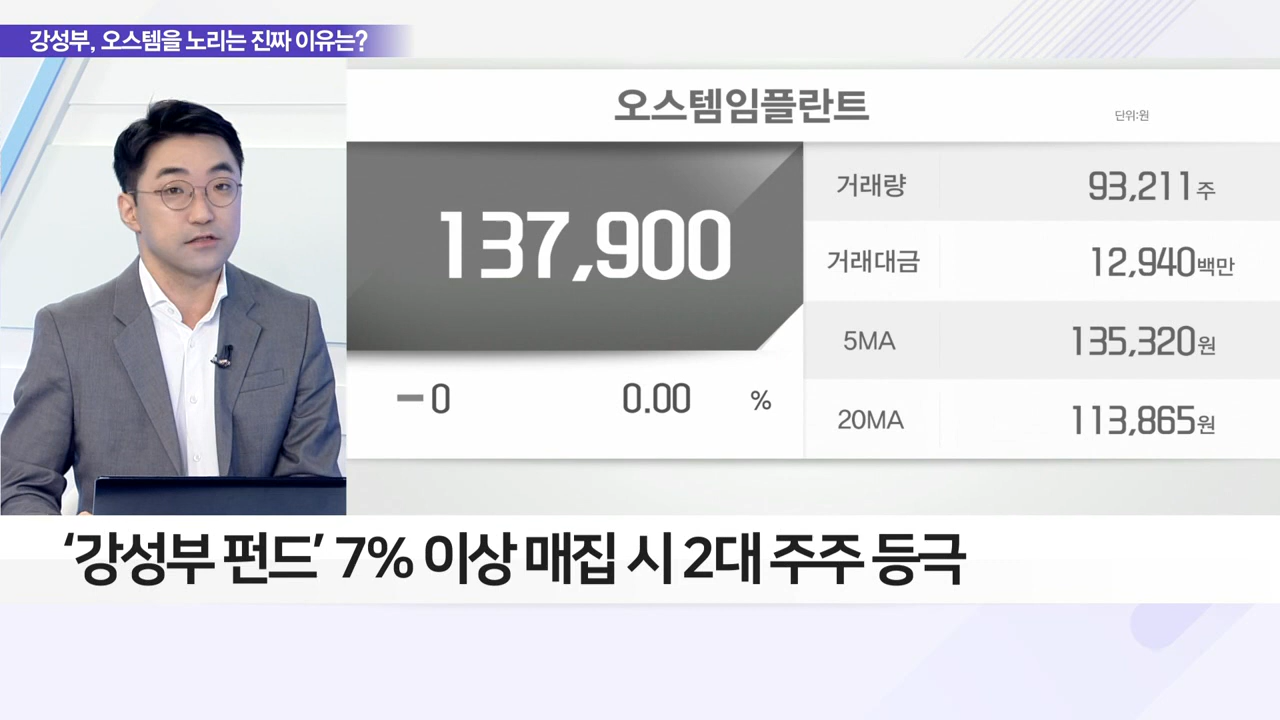 강성부, 오스템을 노리는 진짜 이유는?
오스템임플란트
단위:원
137,900
0 0.00 %
거래량 93,211주
거래대금 12,940백만
5MA 135,320원
20MA 113,865원
‘강성부 펀드’ 7% 이상 매집 시 2대 주주 등극